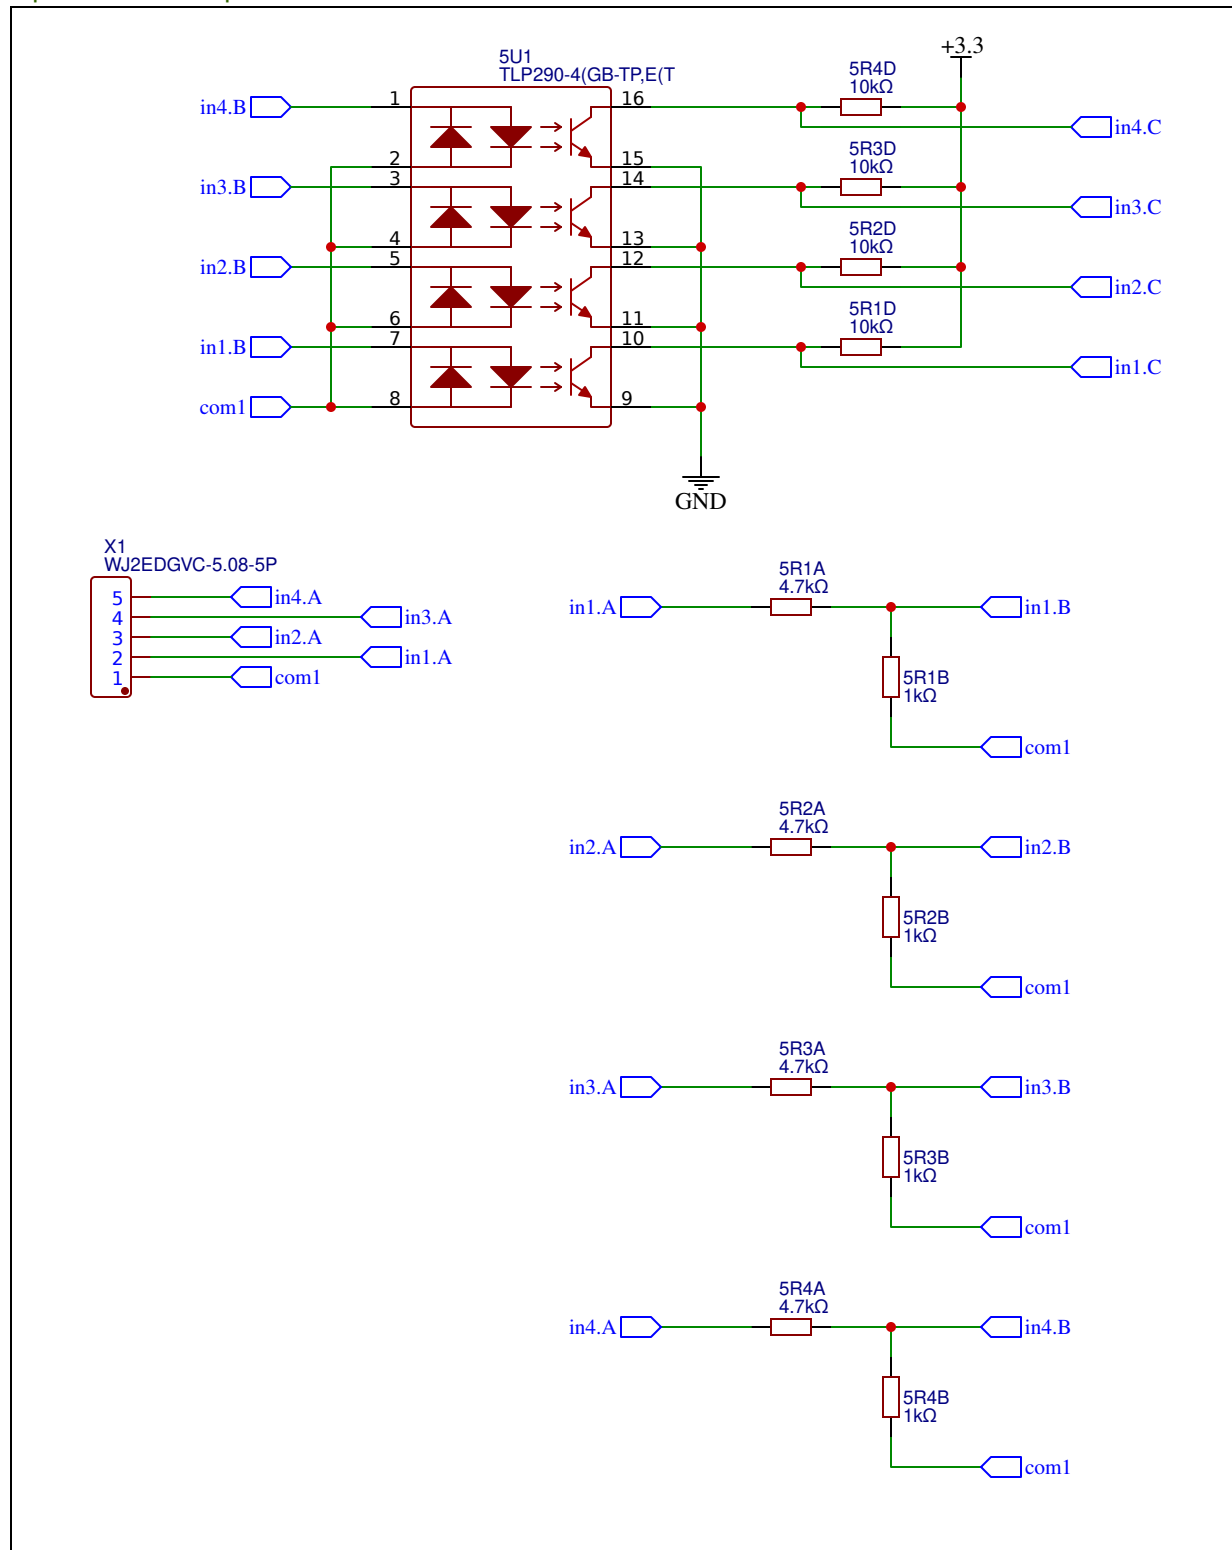 5U1
TLP290-4(GB-TP,E(T
+3.3
in4.B
1
16
5R4D
10kΩ
in4.C
2
15
in3.B
3
14
5R3D
10kΩ
in3.C
4
13
in2.B
5
12
5R2D
10kΩ
in2.C
6
11
in1.B
7
10
5R1D
10kΩ
in1.C
com1
8
9
GND
X1
WJ2EDGVC-5.08-5P
5
in4.A
4
in3.A
3
in2.A
2
in1.A
1
com1
5R1A
4.7kΩ
in1.A
in1.B
5R1B
1kΩ
com1
5R2A
4.7kΩ
in2.A
in2.B
5R2B
1kΩ
com1
5R3A
4.7kΩ
in3.A
in3.B
5R3B
1kΩ
com1
5R4A
4.7kΩ
in4.A
in4.B
5R4B
1kΩ
com1